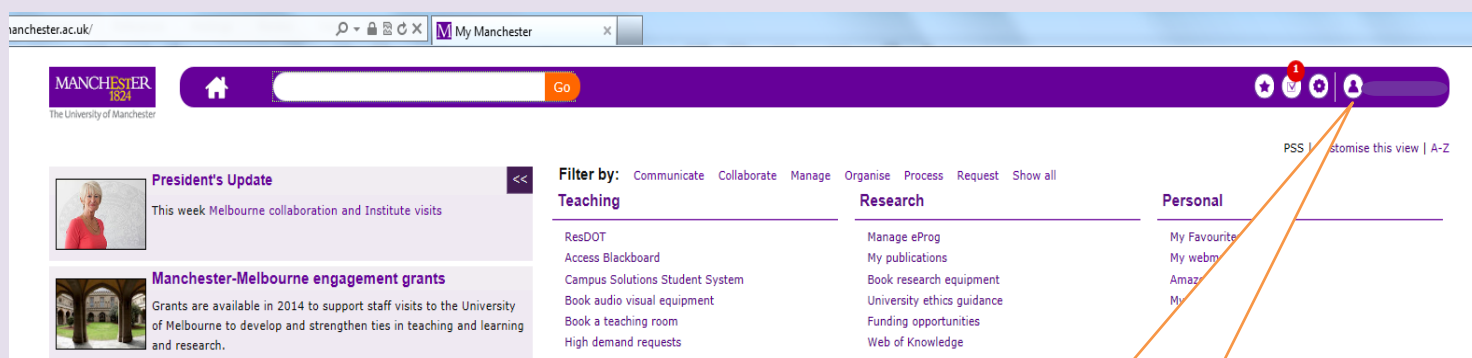 anchester.ac.uk/
My Manchester
MANCHESTER
1824
The University of Manchester
Go
1
PSS | stomise this view | A-Z
President's Update
<<
This week Melbourne collaboration and Institute visits
Manchester-Melbourne engagement grants
Grants are available in 2014 to support staff visits to the University
of Melbourne to develop and strengthen ties in teaching and learning
and research.
Filter by: Communicate Collaborate Manage Organise Process Request Show all
Teaching
ResDOT
Access Blackboard
Campus Solutions Student System
Book audio visual equipment
Book a teaching room
High demand requests
Research
Manage eProg
My publications
Book research equipment
University ethics guidance
Funding opportunities
Web of Knowledge
Personal
My Favourite
My webm
Amaz
My